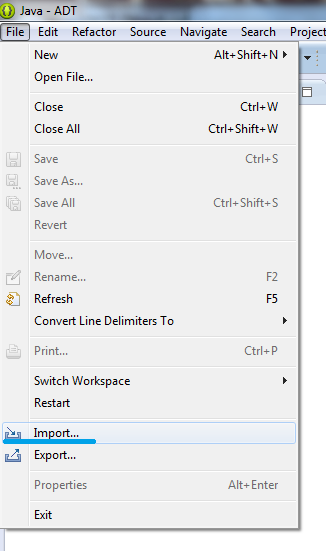 Java - ADT
File Edit Refactor Source Navigate Search Project
New Alt+Shift+N
Open File...
Close Ctrl+W
Close All Ctrl+Shift+W
Save Ctrl+S
Save As...
Save All Ctrl+Shift+S
Revert
Move...
Rename... F2
Refresh F5
Convert Line Delimiters To
Print... Ctrl+P
Switch Workspace
Restart
Import...
Export...
Properties Alt+Enter
Exit